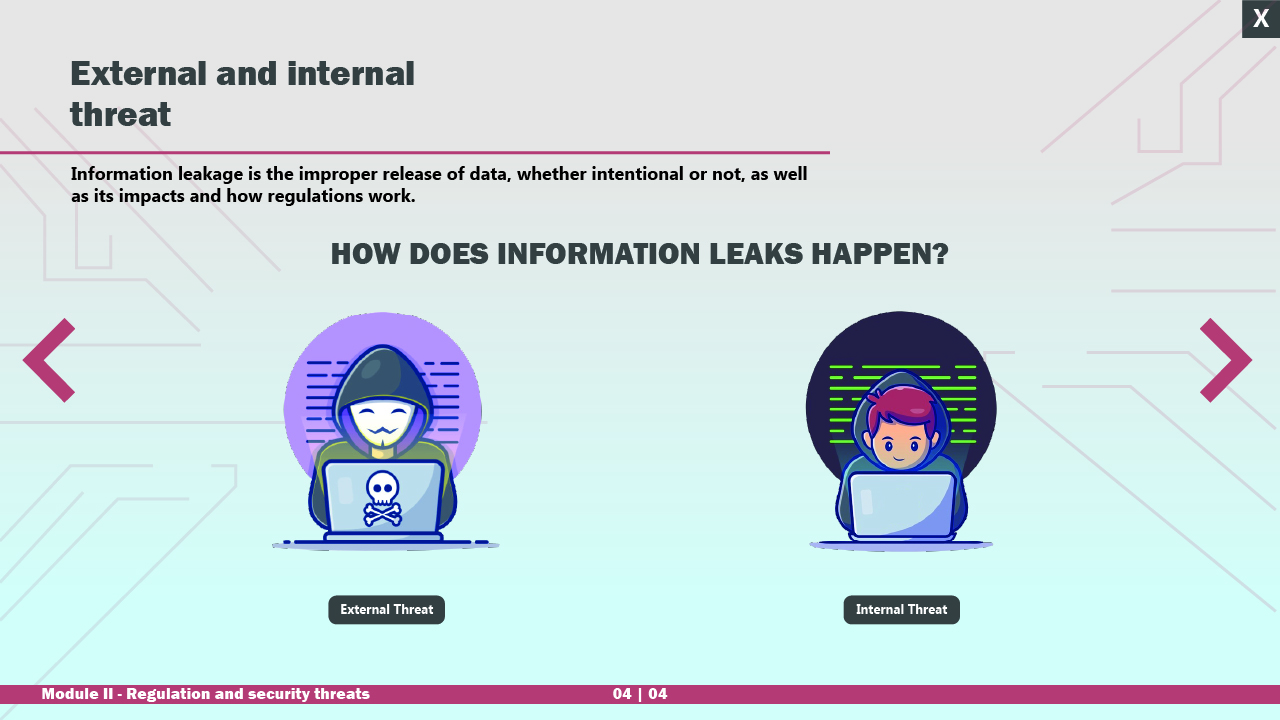 X
External and internal
threat
Information leakage is the improper release of data, whether intentional or not, as well
as its impacts and how regulations work.
HOW DOES INFORMATION LEAKS HAPPEN?
External Threat
Internal Threat
Module II - Regulation and security threats
04 | 04